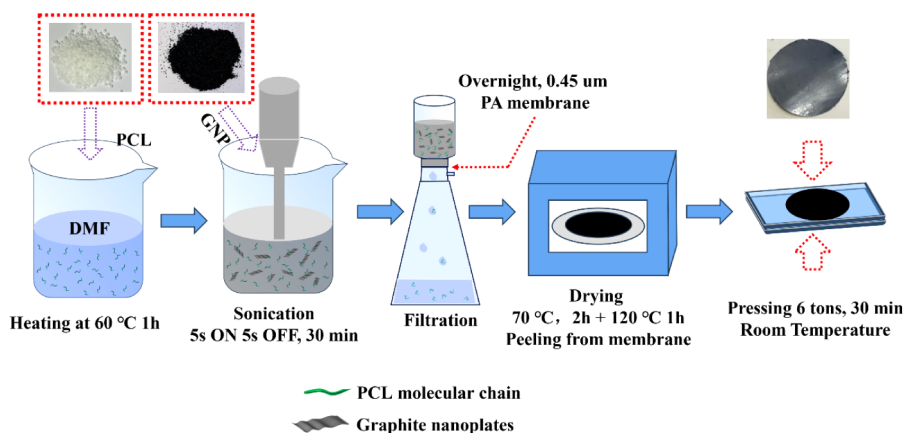 PCL
GNP
DMF
Heating at 60 ℃ 1h
Sonication
5s ON 5s OFF, 30 min
Overnight, 0.45 um
PA membrane
Filtration
Drying
70 ℃, 2h + 120 ℃ 1h
Peeling from membrane
Pressing 6 tons, 30 min
Room Temperature
PCL molecular chain
Graphite nanoplates